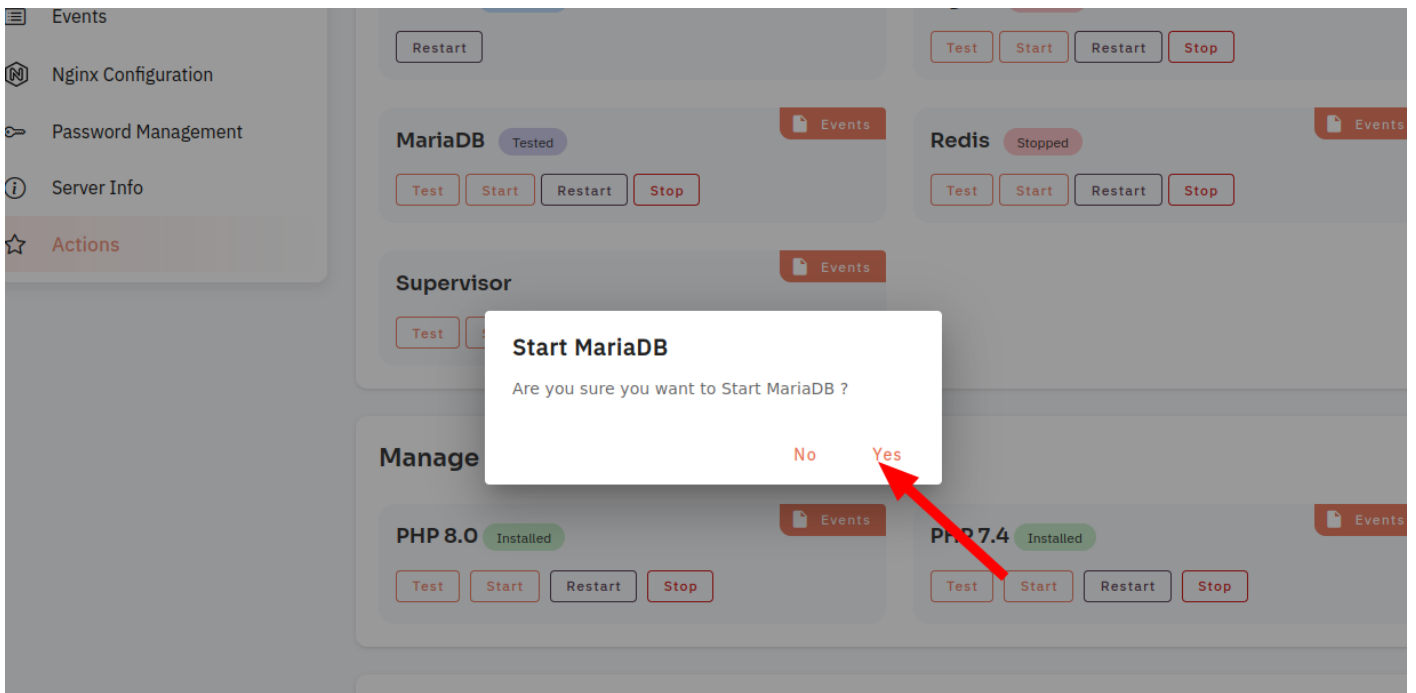 Events
Nginx Configuration
Password Management
Server Info
Actions
Restart
Test Start Restart Stop
MariaDB Tested Events
Test Start Restart Stop
Redis Stopped Events
Test Start Restart Stop
Supervisor Events
Test
Start MariaDB
Are you sure you want to Start MariaDB ?
No Yes
Manage
PHP 8.0 Installed Events
Test Start Restart Stop
PHP 7.4 Installed Events
Test Start Restart Stop